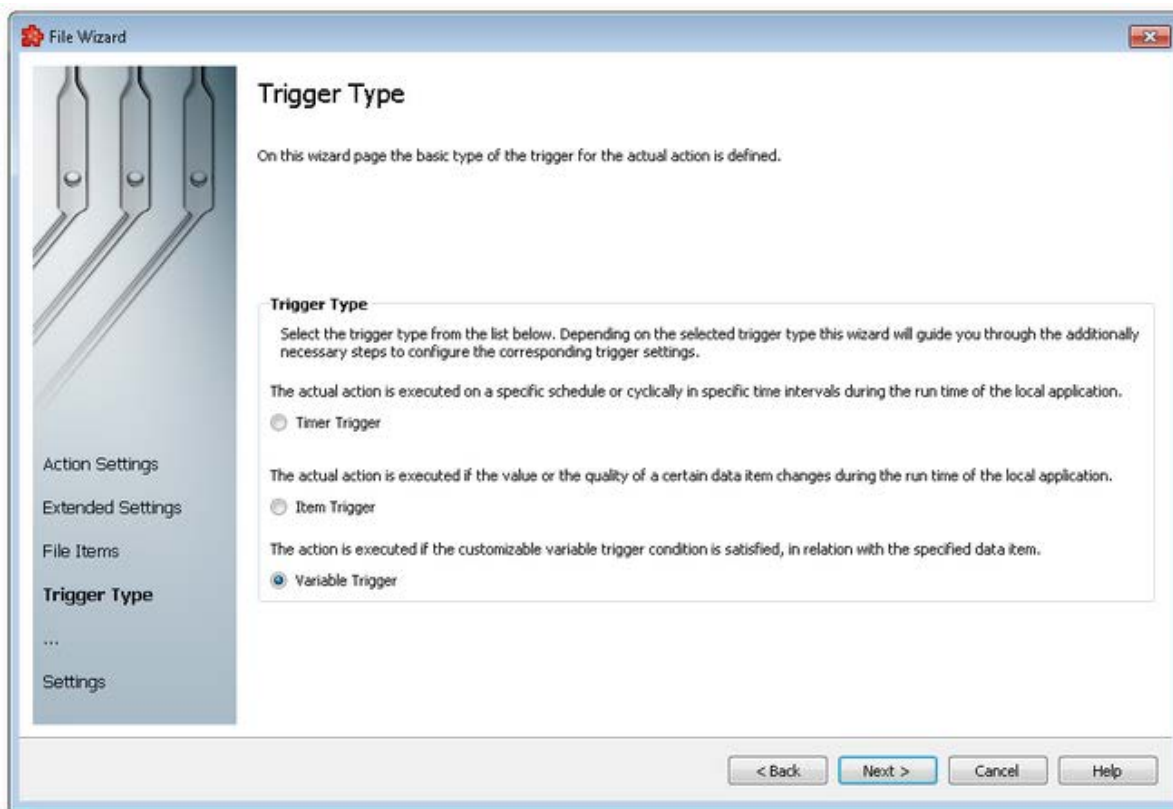 File Wizard
Trigger Type
On this wizard page the basic type of the trigger for the actual action is defined.
Trigger Type
Select the trigger type from the list below. Depending on the selected trigger type this wizard will guide you through the additionally
necessary steps to configure the corresponding trigger settings.
The actual action is executed on a specific schedule or cyclically in specific time intervals during the run time of the local application.
Timer Trigger
The actual action is executed if the value or the quality of a certain data item changes during the run time of the local application.
Item Trigger
The action is executed if the customizable variable trigger condition is satisfied, in relation with the specified data item.
Variable Trigger
Action Settings
Extended Settings
File Items
Trigger Type
...
Settings
< Back
Next >
Cancel
Help